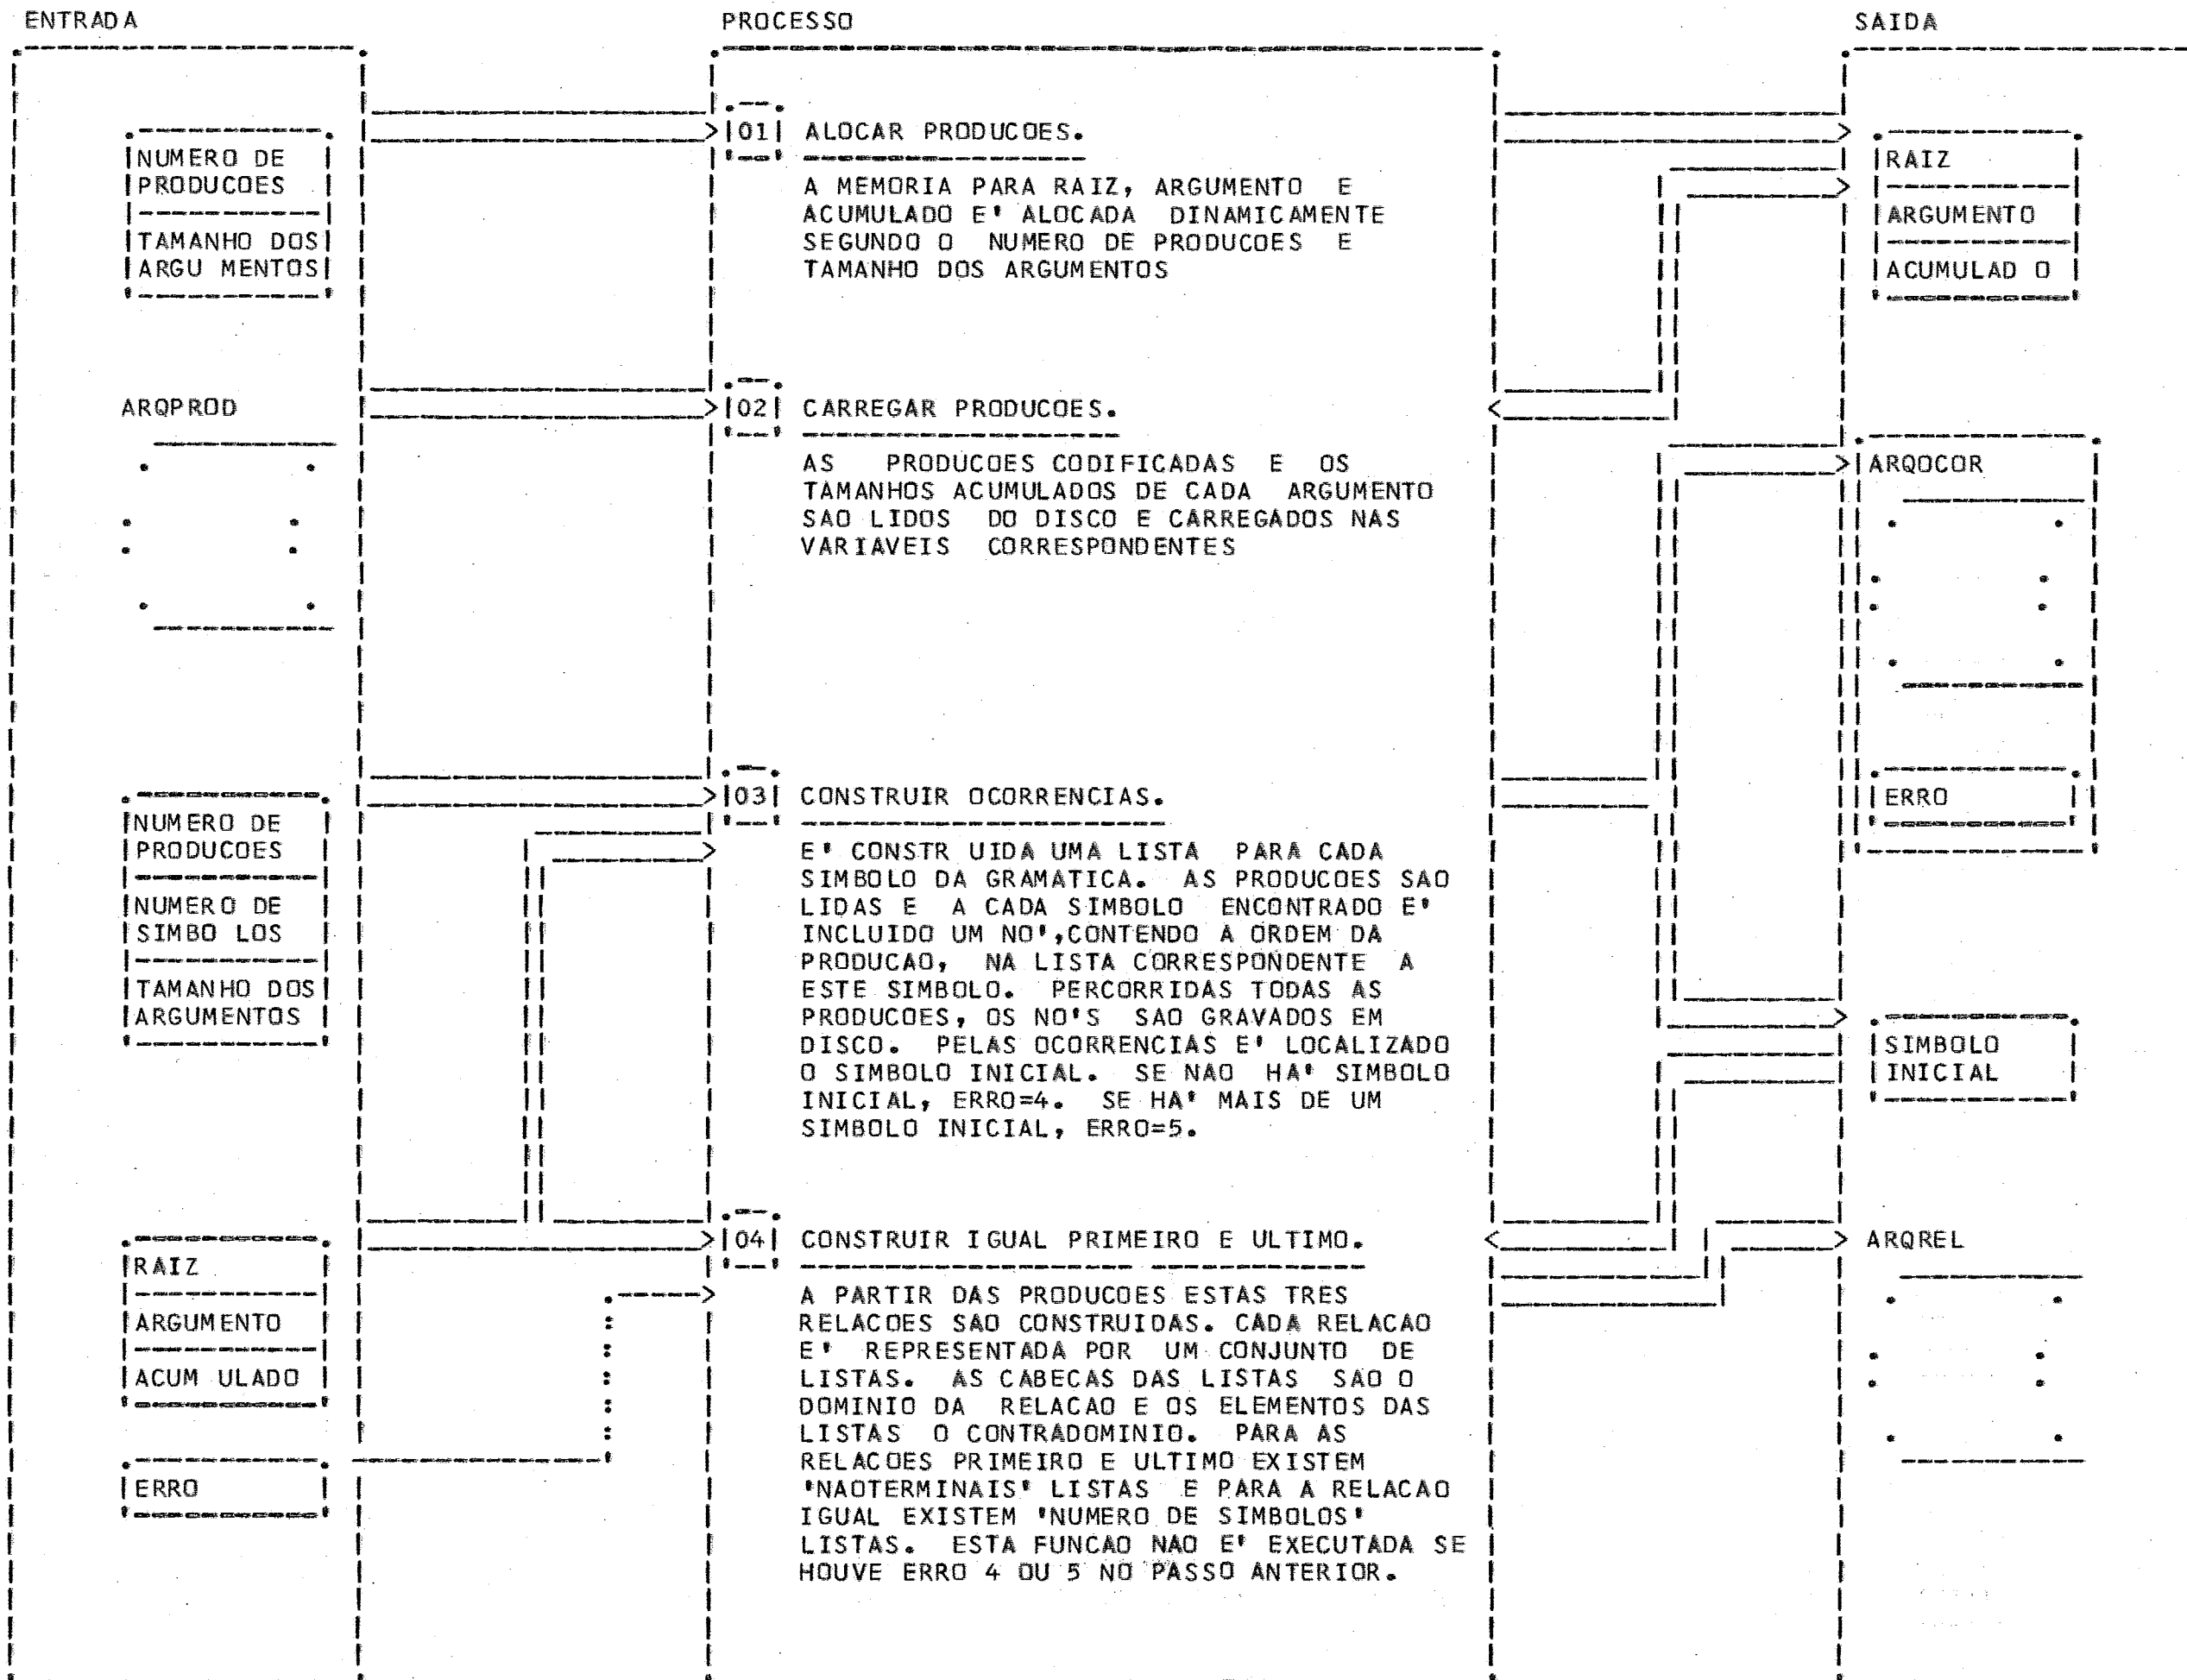 ENTRADA
PROCESSO
SAIDA
NUMERO DE
PRODUCOES
TAMANHO DOS
ARGU MENTOS
01 ALOCAR PRODUCOES.
A MEMORIA PARA RAIZ, ARGUMENTO E
ACUMULADO E' ALOCADA DINAMICAMENTE
SEGUNDO O NUMERO DE PRODUCOES E
TAMANHO DOS ARGUMENTOS
RAIZ
ARGUMENTO
ACUMULAD O
ARQPROD
02 CARREGAR PRODUCOES.
AS PRODUCOES CODIFICADAS E OS
TAMANHOS ACUMULADOS DE CADA ARGUMENTO
SAO LIDOS DO DISCO E CARREGADOS NAS
VARIAVEIS CORRESPONDENTES
ARQOCOR
ERRO
NUMERO DE
PRODUCOES
NUMERO DE
SIMBO LOS
TAMANHO DOS
ARGUMENTOS
03 CONSTRUIR OCORRENCIAS.
E' CONSTR UIDA UMA LISTA PARA CADA
SIMBOLO DA GRAMATICA. AS PRODUCOES SAO
LIDAS E A CADA SIMBOLO ENCONTRADO E'
INCLUIDO UM NO',CONTENDO A ORDEM DA
PRODUCAO, NA LISTA CORRESPONDENTE A
ESTE SIMBOLO. PERCORRIDAS TODAS AS
PRODUCOES, OS NO'S SAO GRAVADOS EM
DISCO. PELAS OCORRENCIAS E' LOCALIZADO
O SIMBOLO INICIAL. SE NAO HA' SIMBOLO
INICIAL, ERRO=4. SE HA' MAIS DE UM
SIMBOLO INICIAL, ERRO=5.
SIMBOLO
INICIAL
RAIZ
ARGUMENTO
ACUM ULADO
ERRO
04 CONSTRUIR IGUAL PRIMEIRO E ULTIMO.
A PARTIR DAS PRODUCOES ESTAS TRES
RELACOES SAO CONSTRUIDAS. CADA RELACAO
E' REPRESENTADA POR UM CONJUNTO DE
LISTAS. AS CABECAS DAS LISTAS SAO O
DOMINIO DA RELACAO E OS ELEMENTOS DAS
LISTAS O CONTRADOMINIO. PARA AS
RELACOES PRIMEIRO E ULTIMO EXISTEM
'NAOTERMINAIS' LISTAS E PARA A RELACAO
IGUAL EXISTEM 'NUMERO DE SIMBOLOS'
LISTAS. ESTA FUNCAO NAO E' EXECUTADA SE
HOUVE ERRO 4 OU 5 NO PASSO ANTERIOR.
ARQREL